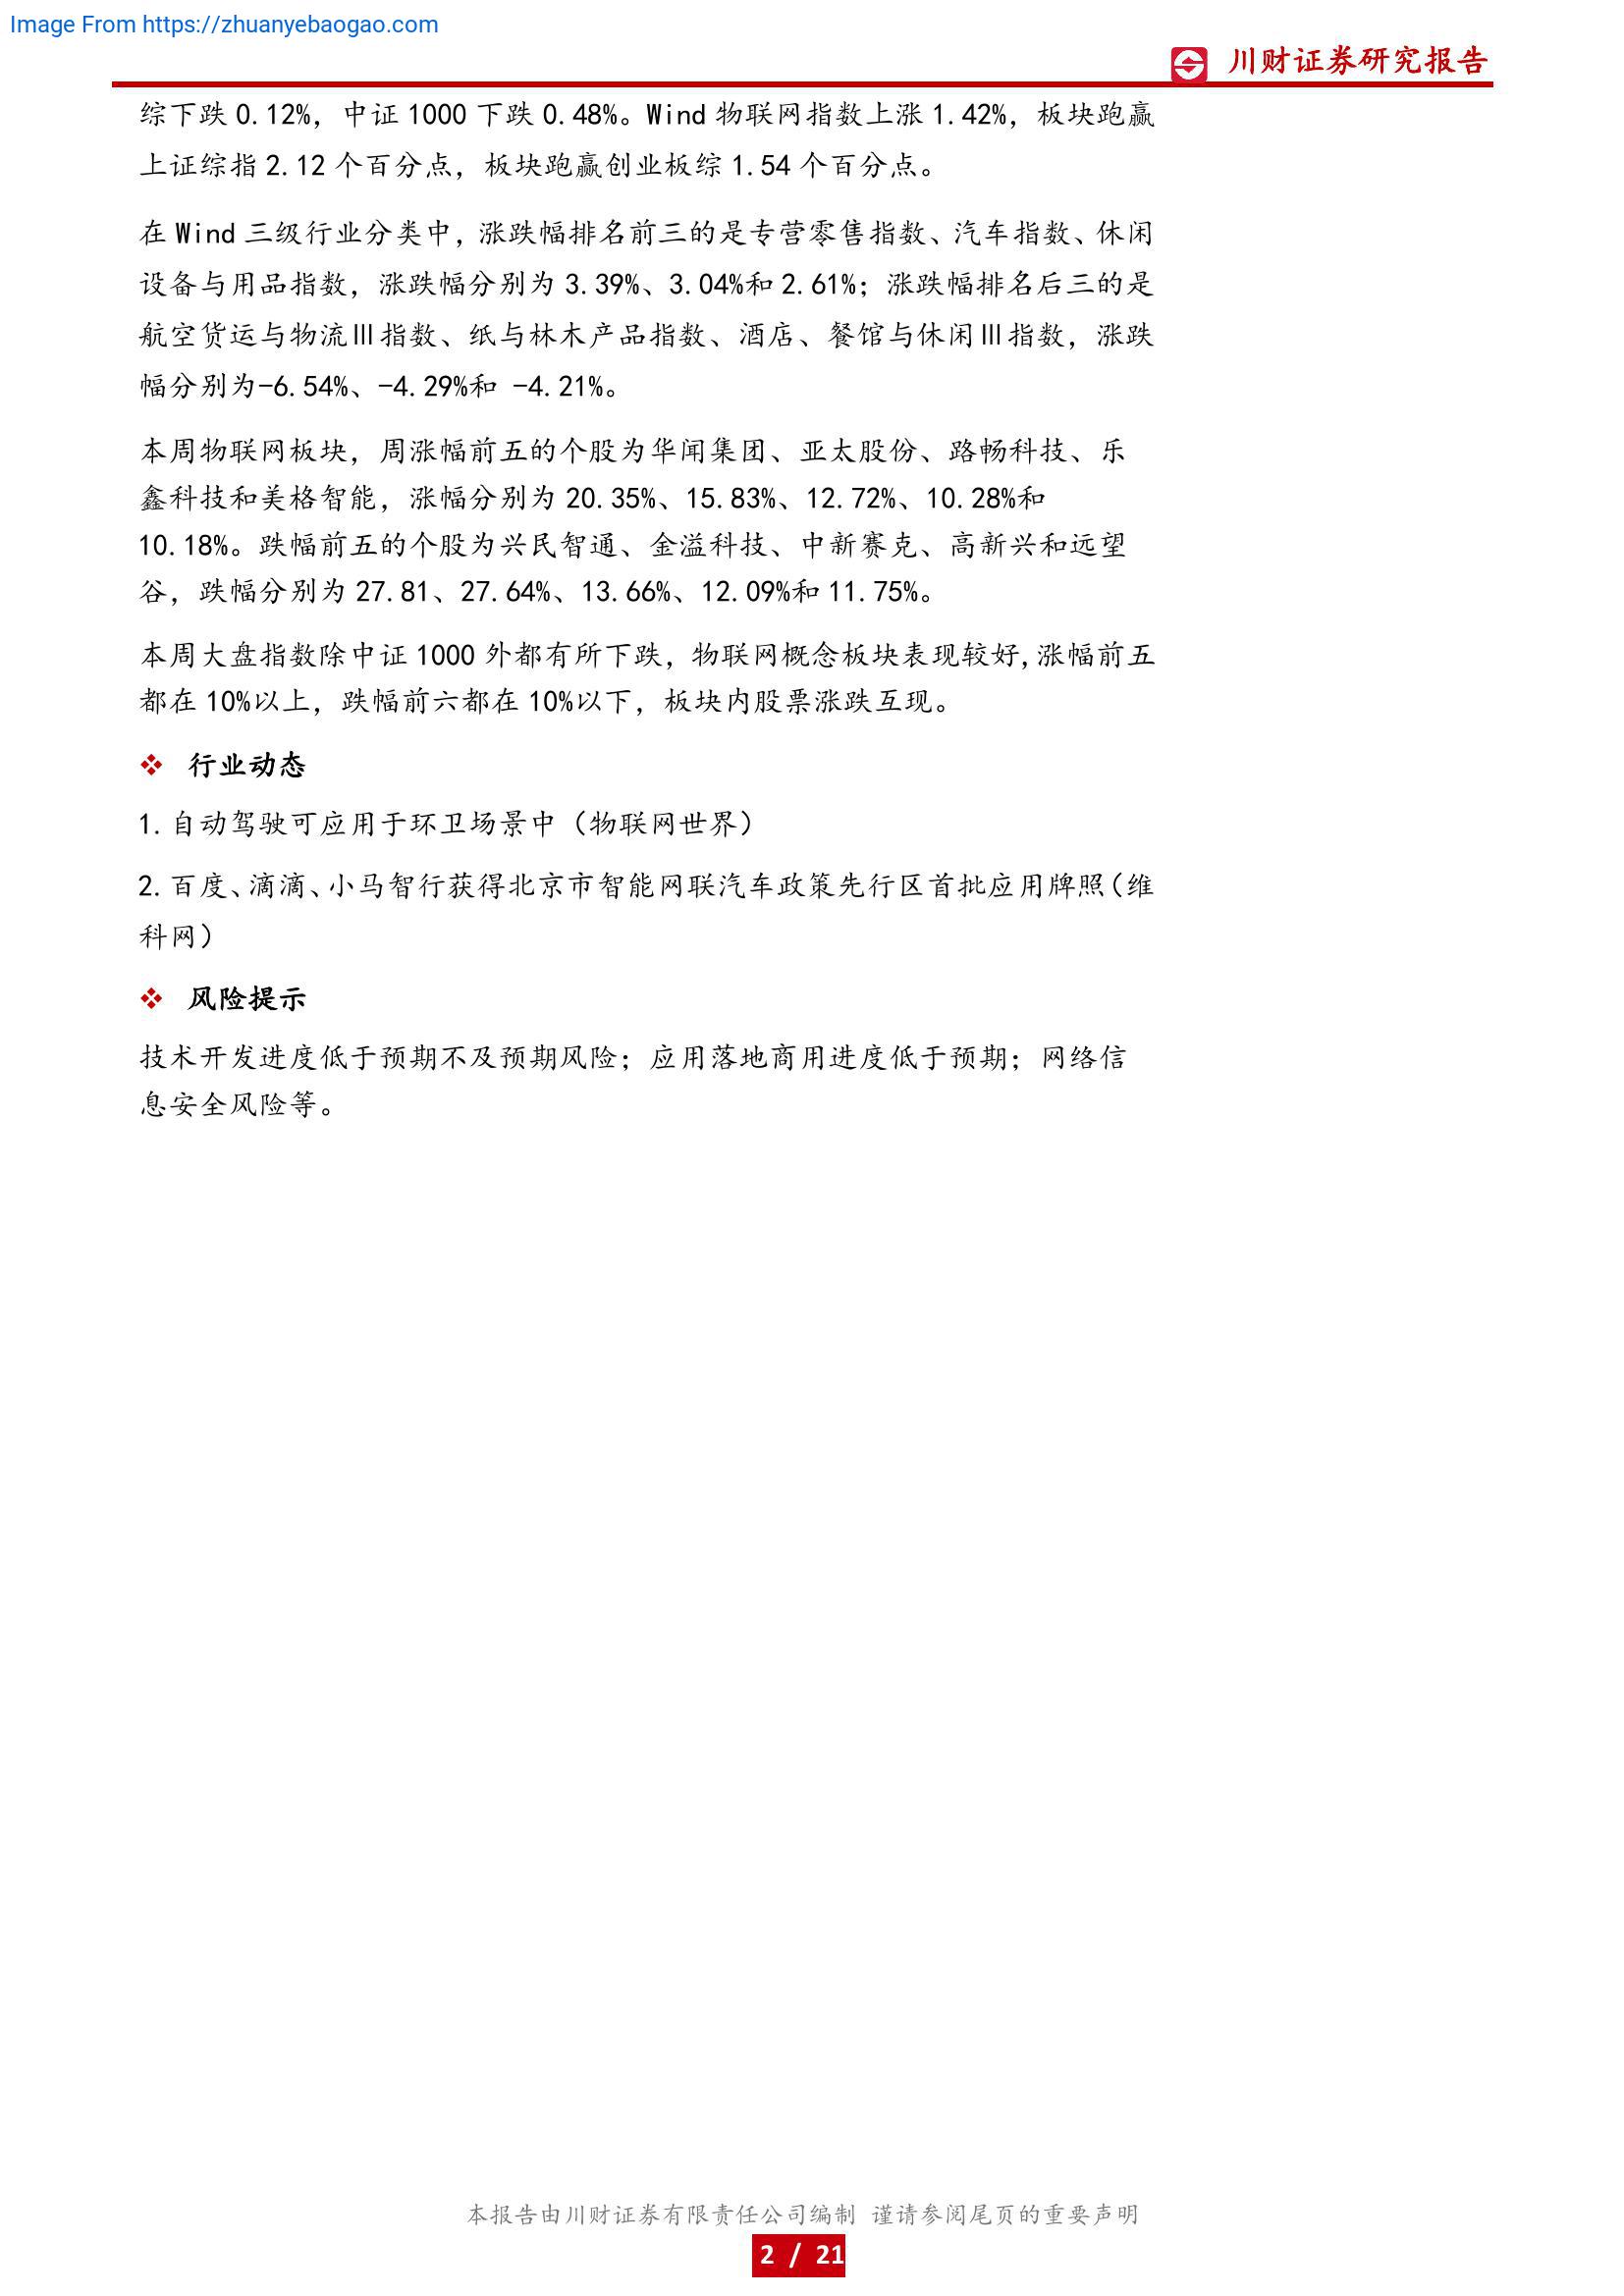 Image From https://zhuanyebaogao.com
川财证券研究报告
综下跌 0.12%，中证 1000 下跌 0.48%。Wind 物联网指数上涨 1.42%，板块跑赢
上证综指 2.12 个百分点，板块跑赢创业板综 1.54 个百分点。
在 Wind 三级行业分类中，涨跌幅排名前三的是专营零售指数、汽车指数、休闲
设备与用品指数，涨跌幅分别为 3.39%、3.04%和 2.61%；涨跌幅排名后三的是
航空货运与物流Ⅲ指数、纸与林木产品指数、酒店、餐馆与休闲Ⅲ指数，涨跌
幅分别为-6.54%、-4.29%和 -4.21%。
本周物联网板块，周涨幅前五的个股为华闻集团、亚太股份、路畅科技、乐
鑫科技和美格智能，涨幅分别为 20.35%、15.83%、12.72%、10.28%和
10.18%。跌幅前五的个股为兴民智通、金溢科技、中新赛克、高新兴和远望
谷，跌幅分别为 27.81、27.64%、13.66%、12.09%和 11.75%。
本周大盘指数除中证 1000 外都有所下跌，物联网概念板块表现较好,涨幅前五
都在 10%以上，跌幅前六都在 10%以下，板块内股票涨跌互现。
❖ 行业动态
1. 自动驾驶可应用于环卫场景中（物联网世界）
2. 百度、滴滴、小马智行获得北京市智能网联汽车政策先行区首批应用牌照（维
科网）
❖ 风险提示
技术开发进度低于预期不及预期风险；应用落地商用进度低于预期；网络信
息安全风险等。
本报告由川财证券有限责任公司编制 谨请参阅尾页的重要声明
2 / 21